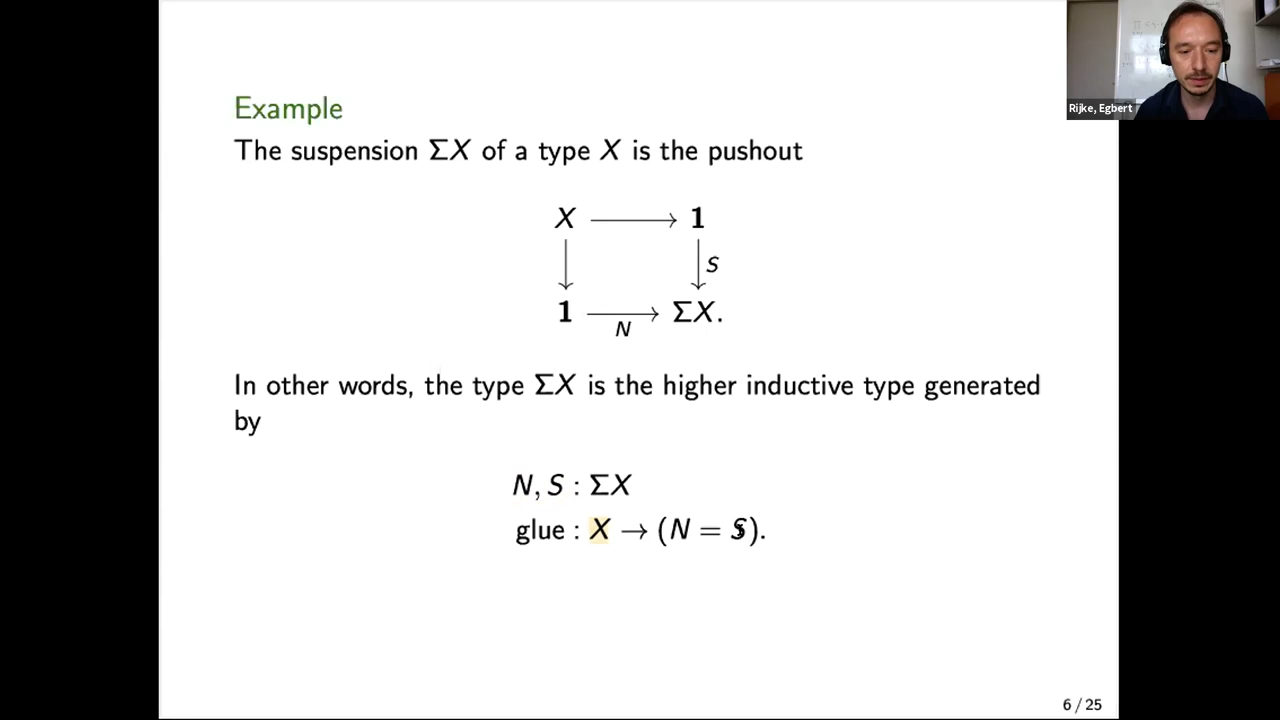 Rijke, Egbert
Example
The suspension ΣX of a type X is the pushout
X 1
S
1 ΣX.
N
In other words, the type ΣX is the higher inductive type generated
by
N, S : ΣX
glue : X → (N = S).
6 / 25